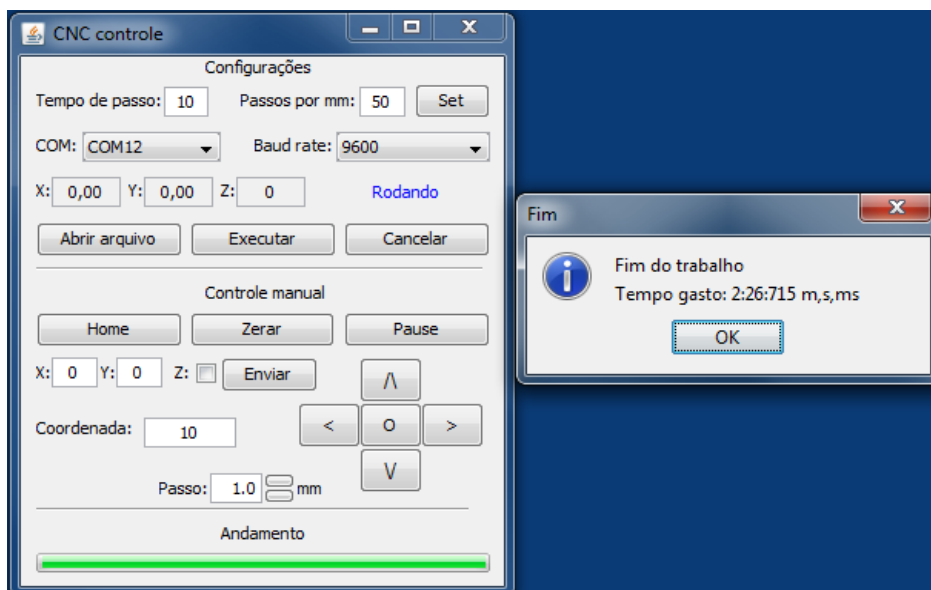 CNC controle
Configurações
Tempo de passo: 10 Passos por mm: 50 Set
COM: COM12 Baud rate: 9600
X: 0,00 Y: 0,00 Z: 0 Rodando
Abrir arquivo Executar Cancelar
Controle manual
Home Zerar Pause
X: 0 Y: 0 Z: Enviar /\
Coordenada: 10 < O >
\/
Passo: 1.0 mm
Andamento
Fim
Fim do trabalho
Tempo gasto: 2:26:715 m,s,ms
OK